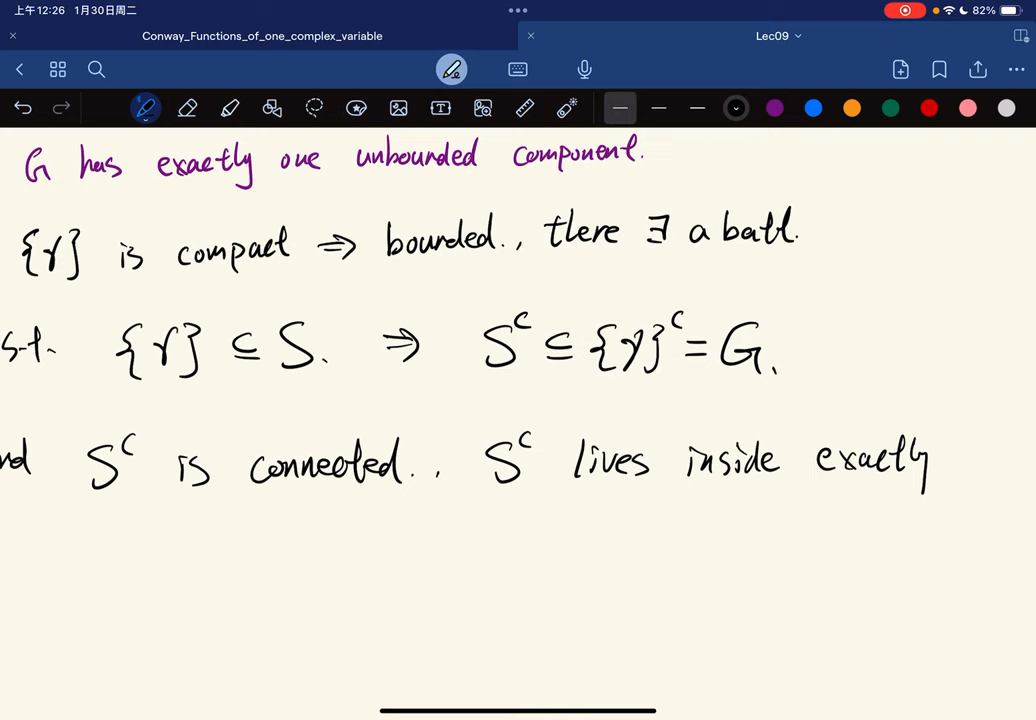 上午12:26 1月30日周二
82%
Conway_Functions_of_one_complex_variable
Lec09
G has exactly one unbounded component.
{γ} is compact ⇒ bounded., there ∃ a ball.
s.t. {γ} ⊆ S. ⇒ S^c ⊆ {γ}^c = G.
nd S^c is connected.. S^c lives inside exactly